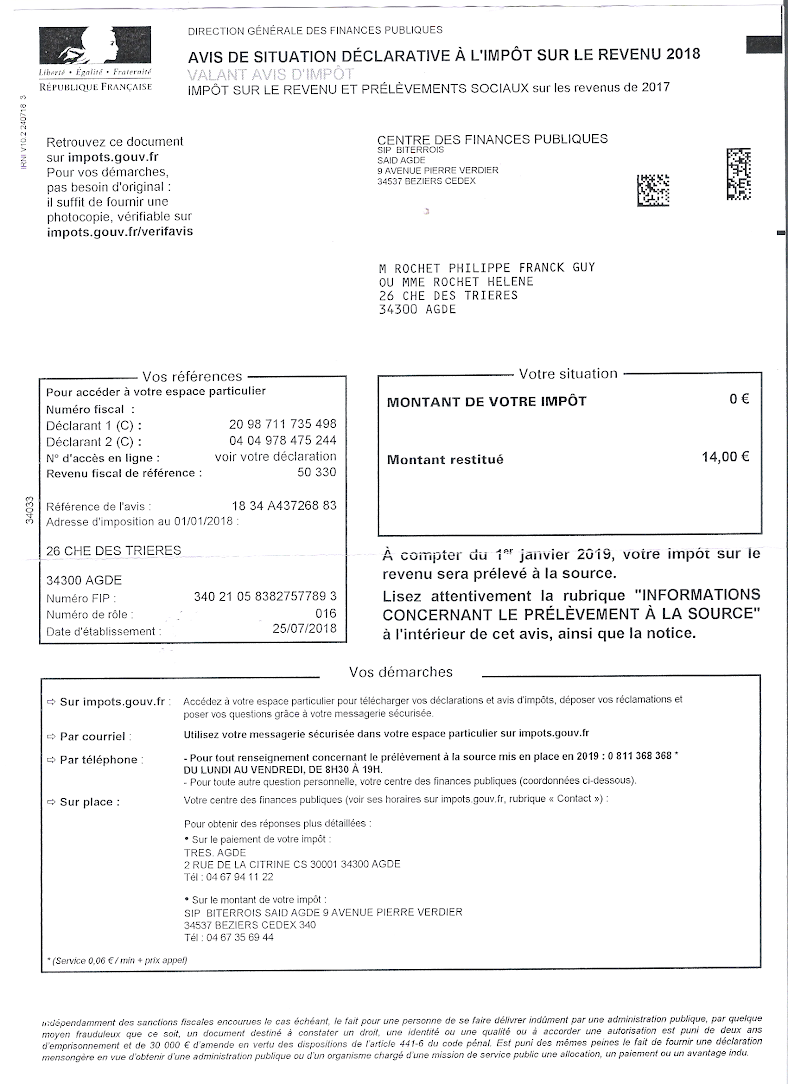 DIRECTION GÉNÉRALE DES FINANCES PUBLIQUES
AVIS DE SITUATION DÉCLARATIVE À L'IMPÔT SUR LE REVENU 2018
VALANT AVIS D'IMPÔT
IMPÔT SUR LE REVENU ET PRÉLÈVEMENTS SOCIAUX sur les revenus de 2017
Liberté • Égalité • Fraternité
RÉPUBLIQUE FRANÇAISE
IRNI V10.2 240718 3
Retrouvez ce document
sur impots.gouv.fr
Pour vos démarches,
pas besoin d'original :
il suffit de fournir une
photocopie, vérifiable sur
impots.gouv.fr/verifavis
CENTRE DES FINANCES PUBLIQUES
SIP BITERROIS
SAID AGDE
9 AVENUE PIERRE VERDIER
34537 BEZIERS CEDEX
3
M ROCHET PHILIPPE FRANCK GUY
OU MME ROCHET HELENE
26 CHE DES TRIERES
34300 AGDE
Vos références
Pour accéder à votre espace particulier
Numéro fiscal :
Déclarant 1 (C) : 20 98 711 735 498
Déclarant 2 (C) : 04 04 978 475 244
N° d'accès en ligne : voir votre déclaration
Revenu fiscal de référence : 50 330
Référence de l'avis : 18 34 A437268 83
Adresse d'imposition au 01/01/2018 :
26 CHE DES TRIERES
34300 AGDE
Numéro FIP : 340 21 05 8382757789 3
Numéro de rôle : 016
Date d'établissement : 25/07/2018
34033
Votre situation
MONTANT DE VOTRE IMPÔT 0 €
Montant restitué 14,00 €
À compter du 1er janvier 2019, votre impôt sur le
revenu sera prélevé à la source.
Lisez attentivement la rubrique "INFORMATIONS
CONCERNANT LE PRÉLÈVEMENT À LA SOURCE"
à l'intérieur de cet avis, ainsi que la notice.
Vos démarches
⇨ Sur impots.gouv.fr : Accédez à votre espace particulier pour télécharger vos déclarations et avis d'impôts, déposer vos réclamations et
poser vos questions grâce à votre messagerie sécurisée.
⇨ Par courriel : Utilisez votre messagerie sécurisée dans votre espace particulier sur impots.gouv.fr
⇨ Par téléphone : - Pour tout renseignement concernant le prélèvement à la source mis en place en 2019 : 0 811 368 368 *
DU LUNDI AU VENDREDI, DE 8H30 À 19H.
- Pour toute autre question personnelle, votre centre des finances publiques (coordonnées ci-dessous).
⇨ Sur place : Votre centre des finances publiques (voir ses horaires sur impots.gouv.fr, rubrique « Contact ») :
Pour obtenir des réponses plus détaillées :
• Sur le paiement de votre impôt :
TRES. AGDE
2 RUE DE LA CITRINE CS 30001 34300 AGDE
Tél : 04 67 94 11 22
• Sur le montant de votre impôt :
SIP BITERROIS SAID AGDE 9 AVENUE PIERRE VERDIER
34537 BEZIERS CEDEX 340
Tél : 04 67 35 69 44
* (Service 0,06 € / min + prix appel)
Indépendamment des sanctions fiscales encourues le cas échéant, le fait pour une personne de se faire délivrer indûment par une administration publique, par quelque
moyen frauduleux que ce soit, un document destiné à constater un droit, une identité ou une qualité ou à accorder une autorisation est puni de deux ans
d'emprisonnement et de 30 000 € d'amende en vertu des dispositions de l'article 441-6 du code pénal. Est puni des mêmes peines le fait de fournir une déclaration
mensongère en vue d'obtenir d'une administration publique ou d'un organisme chargé d'une mission de service public une allocation, un paiement ou un avantage indu.